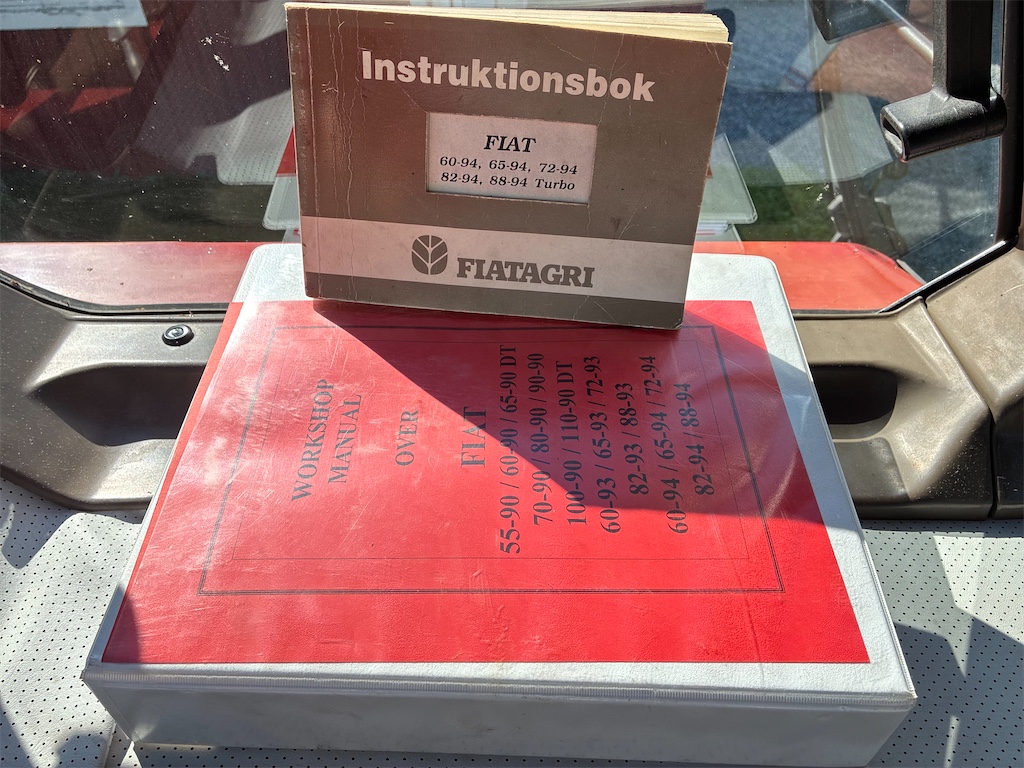 Instruktionsbok
FIAT
60-94, 65-94, 72-94
82-94, 88-94 Turbo
FIATAGRI
WORKSHOP
MANUAL
OVER
FIAT
55-90 / 60-90 / 65-90 DT
70-90 / 80-90 / 90-90
100-90 / 110-90 DT
60-93 / 65-93 / 72-93
82-93 / 88-93
60-94 / 65-94 / 72-94
82-94 / 88-94